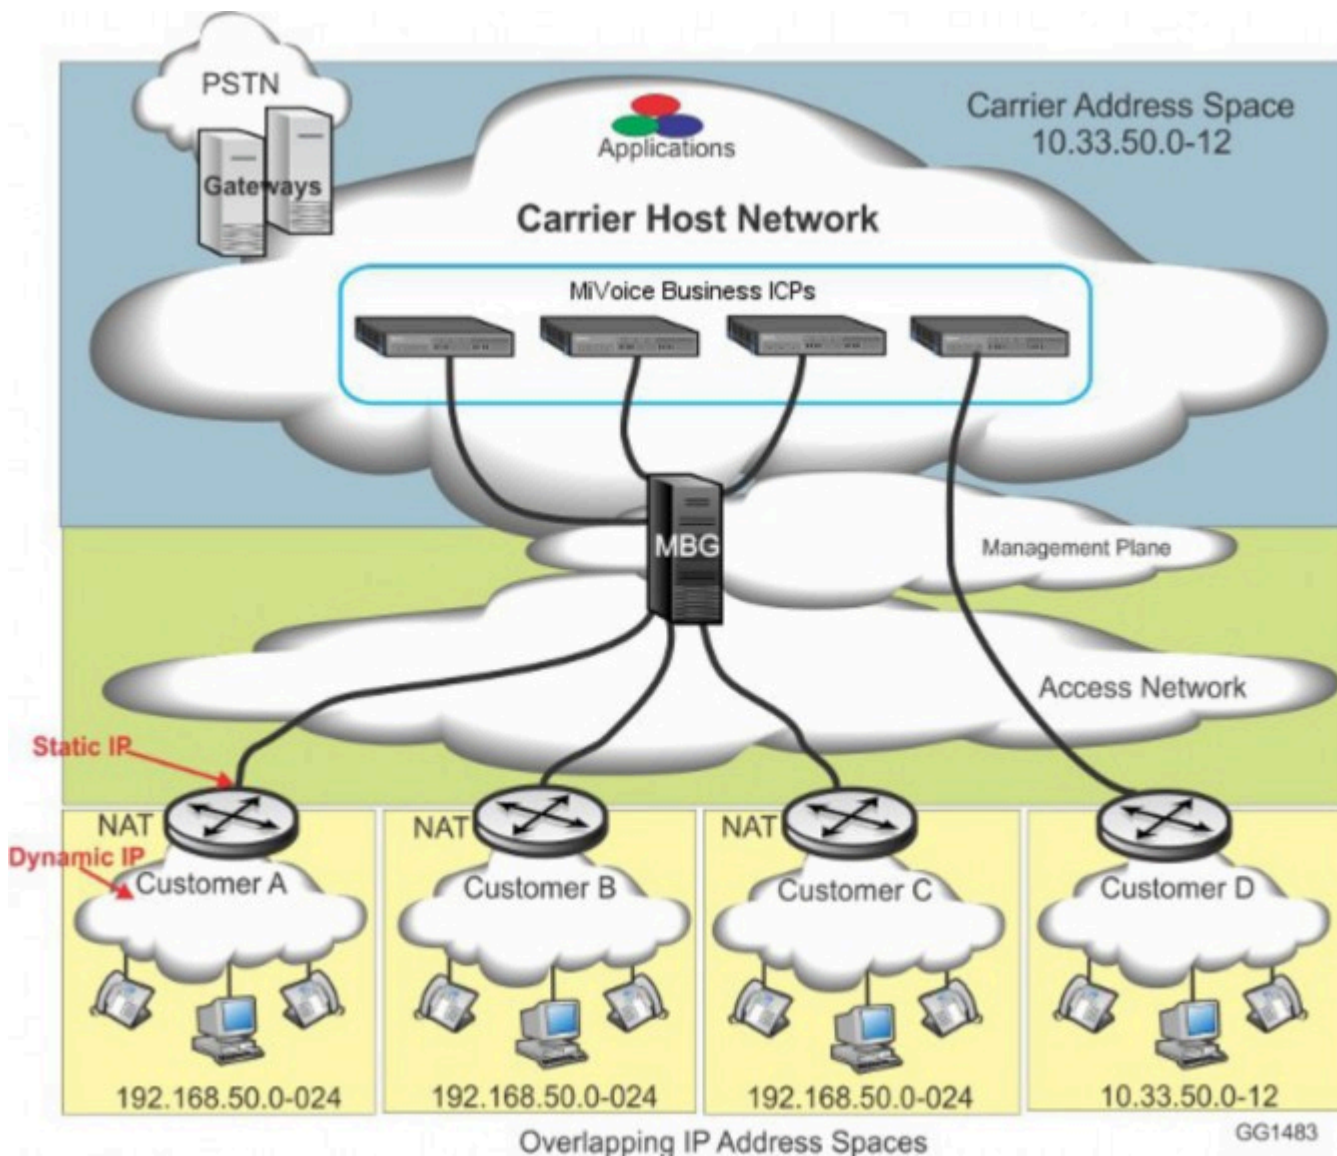 PSTN
Gateways
Applications
Carrier Address Space
10.33.50.0-12
Carrier Host Network
MiVoice Business ICPs
MBG
Management Plane
Access Network
Static IP
NAT
NAT
NAT
Dynamic IP
Customer A
Customer B
Customer C
Customer D
192.168.50.0-024
192.168.50.0-024
192.168.50.0-024
10.33.50.0-12
Overlapping IP Address Spaces
GG1483